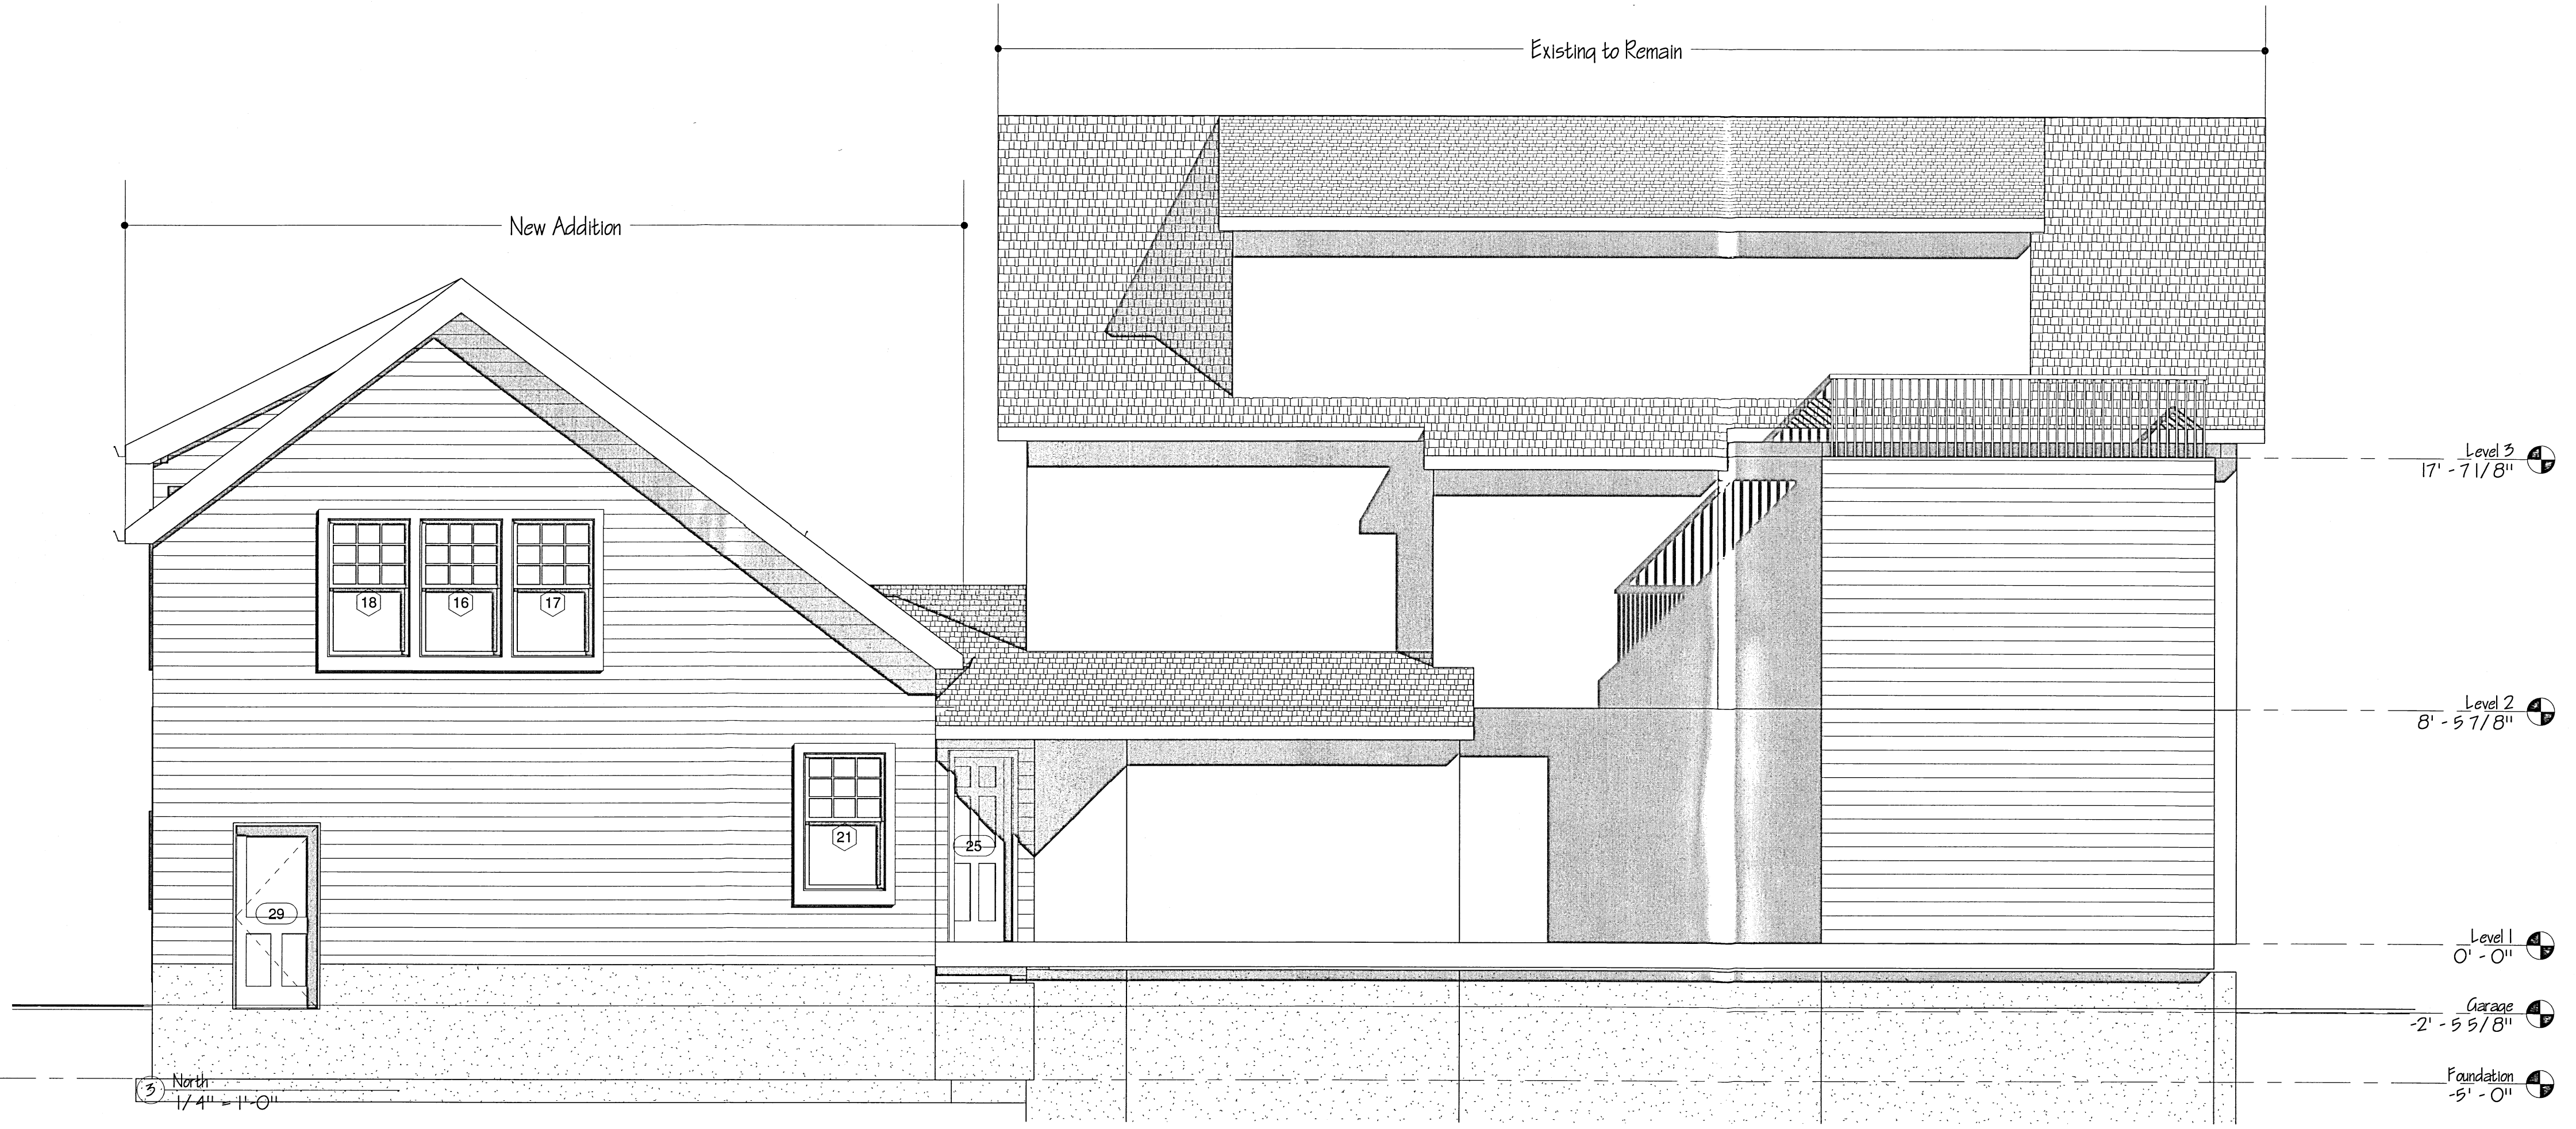 Existing to Remain
New Addition
Level 3
17' - 7 1/8"
18
16
17
Level 2
8' - 5 7/8"
21
25
29
Level 1
0' - 0"
Garage
-2' - 5 5/8"
Foundation
-5' - 0"
3
North
1/4" = 1'-0"